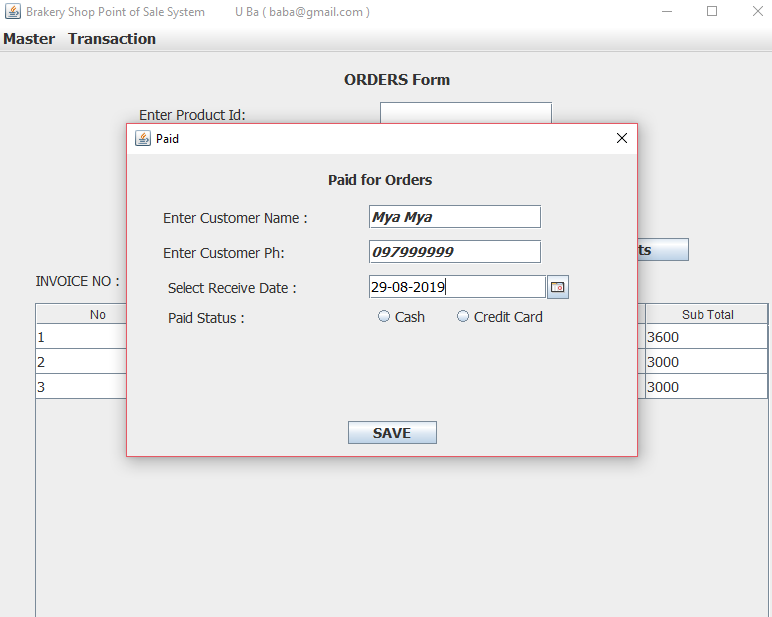 Brakery Shop Point of Sale System U Ba ( baba@gmail.com )
Master Transaction
ORDERS Form
Enter Product Id:
Paid
Paid for Orders
Enter Customer Name : Mya Mya
Enter Customer Ph: 097999999
ts
INVOICE NO :
Select Receive Date : 29-08-2019
Paid Status : Cash Credit Card
No Sub Total
1 3600
2 3000
3 3000
SAVE